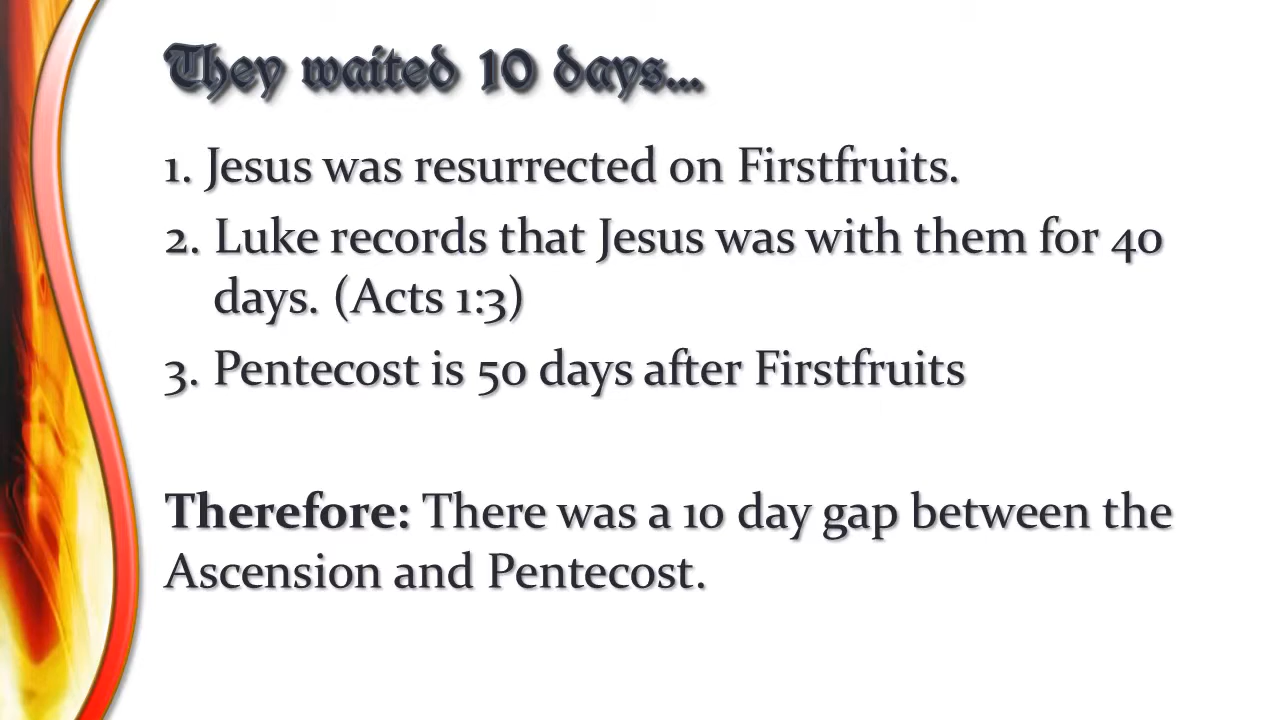 They waited 10 days...
1. Jesus was resurrected on Firstfruits.
2. Luke records that Jesus was with them for 40
days. (Acts 1:3)
3. Pentecost is 50 days after Firstfruits
Therefore: There was a 10 day gap between the
Ascension and Pentecost.